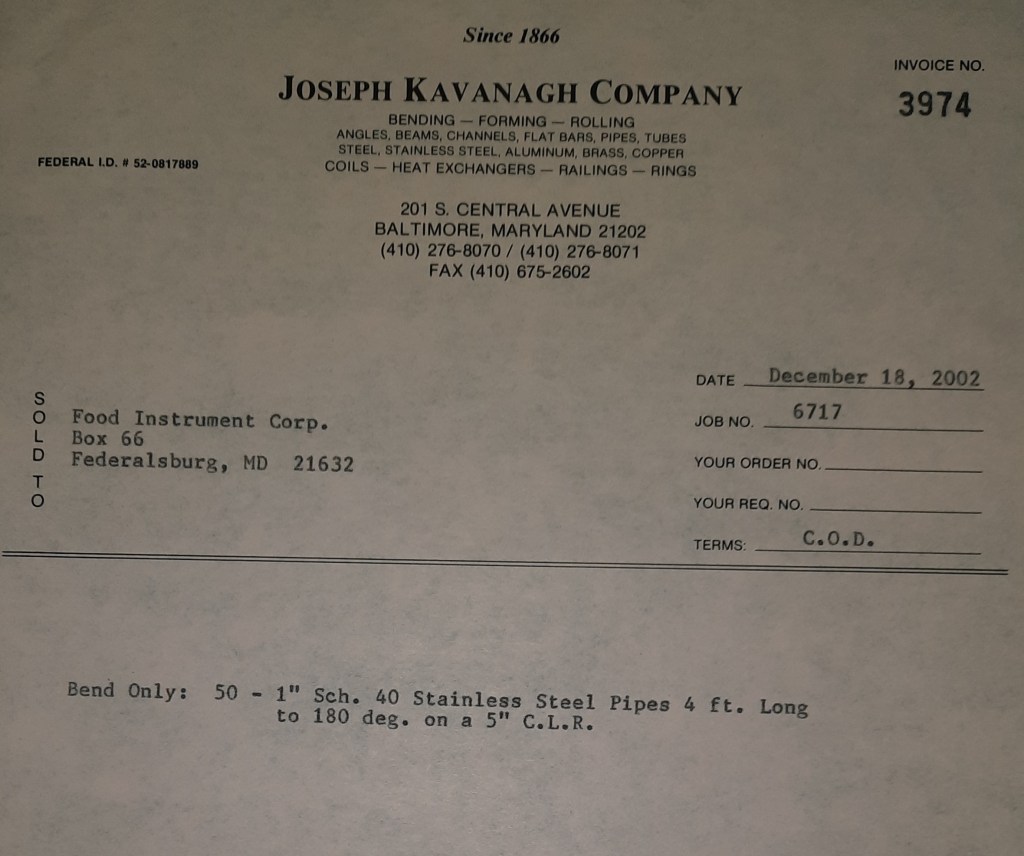 Since 1866
JOSEPH KAVANAGH COMPANY
BENDING — FORMING — ROLLING
ANGLES, BEAMS, CHANNELS, FLAT BARS, PIPES, TUBES
STEEL, STAINLESS STEEL, ALUMINUM, BRASS, COPPER
COILS — HEAT EXCHANGERS — RAILINGS — RINGS
INVOICE NO.
3974
FEDERAL I.D. # 52-0817889
201 S. CENTRAL AVENUE
BALTIMORE, MARYLAND 21202
(410) 276-8070 / (410) 276-8071
FAX (410) 675-2602
SOLD TO
Food Instrument Corp.
Box 66
Federalsburg, MD 21632
DATE December 18, 2002
JOB NO. 6717
YOUR ORDER NO.
YOUR REQ. NO.
TERMS: C.O.D.
Bend Only: 50 - 1" Sch. 40 Stainless Steel Pipes 4 ft. Long
to 180 deg. on a 5" C.L.R.